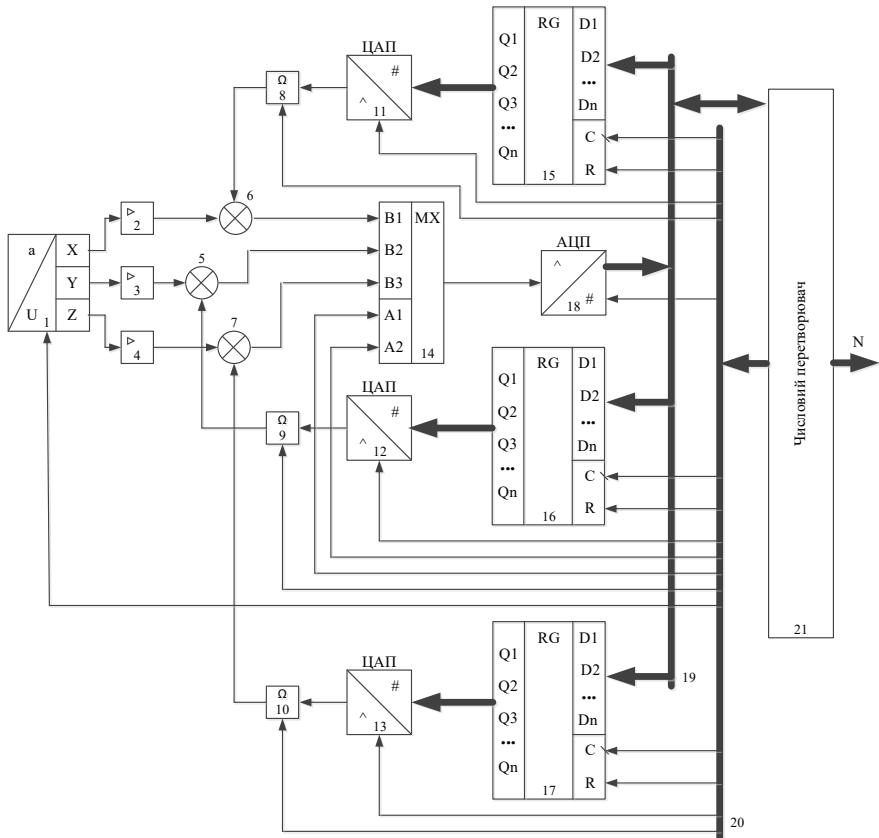 ЦАП
#
^
11
Ω
8
Q1
Q2
Q3
...
Qn
RG
15
D1
D2
...
Dn
C
R
a
U
1
X
Y
Z
2
3
4
6
5
7
B1
B2
B3
A1
A2
MX
14
АЦП
^
#
18
ЦАП
#
^
12
Ω
9
Q1
Q2
Q3
...
Qn
RG
16
D1
D2
...
Dn
C
R
Числовий перетворювач
21
N
ЦАП
#
^
13
Ω
10
Q1
Q2
Q3
...
Qn
RG
17
D1
D2
...
Dn
C
R
19
20